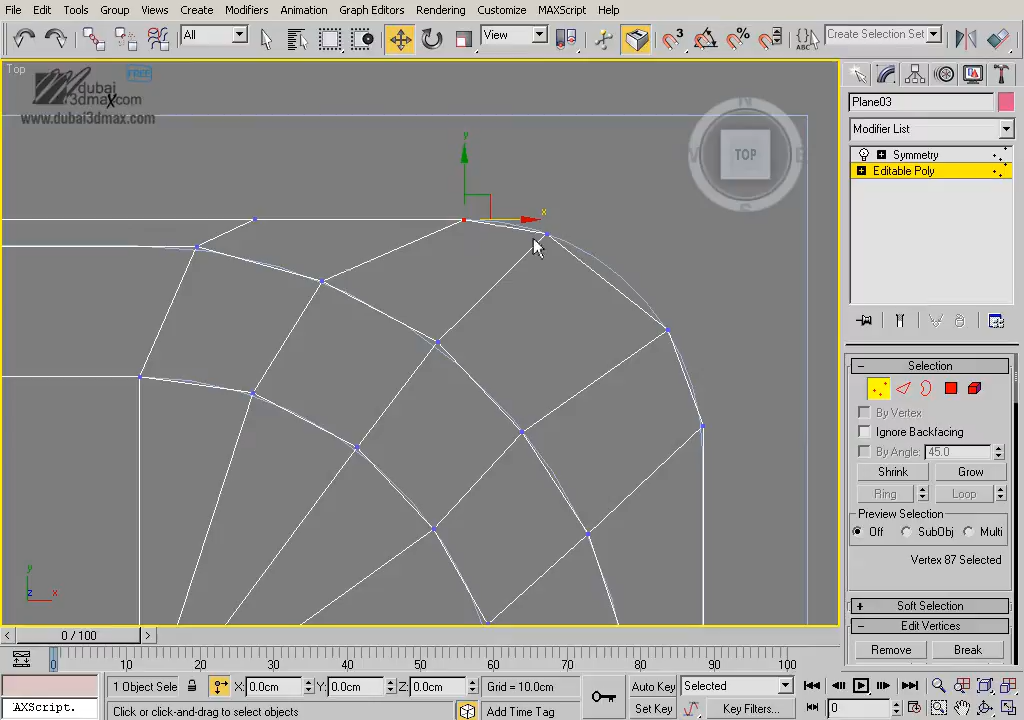 File Edit Tools Group Views Create Modifiers Animation Graph Editors Rendering Customize MAXScript Help
All View 3 ABC Create Selection Set
Top
FREE
dubai
3dmaX.com
www.dubai3dmax.com
y
x
N
TOP
S
y
z x
Plane03
Modifier List
Symmetry
Editable Poly
Selection
By Vertex
Ignore Backfacing
By Angle: 45.0
Shrink Grow
Ring Loop
Preview Selection
Off SubObj Multi
Vertex 87 Selected
Soft Selection
Edit Vertices
Remove Break
0 / 100
0 10 20 30 40 50 60 70 80 90 100
1 Object Sele X: 0.0cm Y: 0.0cm Z: 0.0cm Grid = 10.0cm Auto Key Selected
AXScript. Click or click-and-drag to select objects Add Time Tag Set Key Key Filters... 0